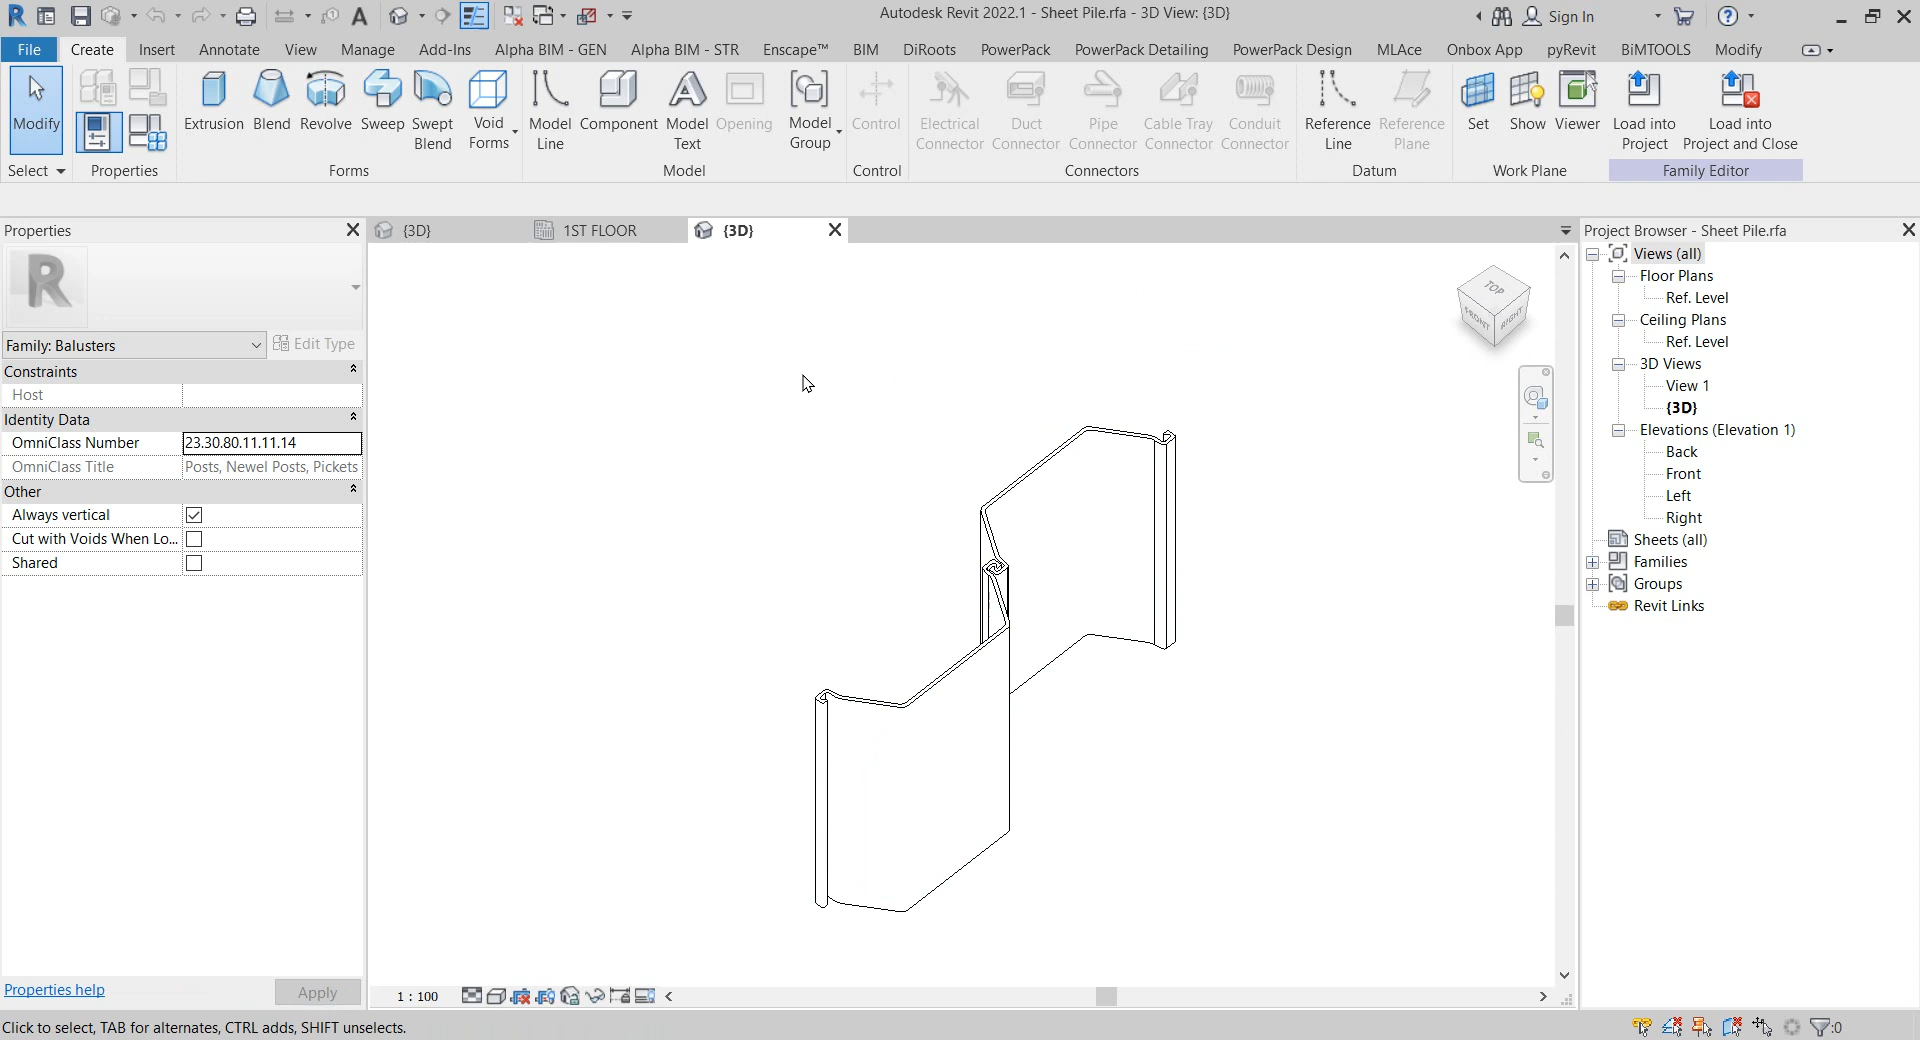 Autodesk Revit 2022.1 - Sheet Pile.rfa - 3D View: {3D}
Sign In
File Create Insert Annotate View Manage Add-Ins Alpha BIM - GEN Alpha BIM - STR Enscape™ BIM DiRoots PowerPack PowerPack Detailing PowerPack Design MLAce Onbox App pyRevit BiMTOOLS Modify
Modify
Extrusion
Blend
Revolve
Sweep
Swept
Blend
Void
Forms
Model
Line
Component
Model
Text
Opening
Model
Group
Control
Electrical
Connector
Duct
Connector
Pipe
Connector
Cable Tray
Connector
Conduit
Connector
Reference
Line
Reference
Plane
Set
Show
Viewer
Load into
Project
Load into
Project and Close
Select Properties Forms Model Control Connectors Datum Work Plane Family Editor
Properties
{3D}
1ST FLOOR
{3D}
Project Browser - Sheet Pile.rfa
R
Family: Balusters
Edit Type
Constraints
Host
Identity Data
OmniClass Number 23.30.80.11.11.14
OmniClass Title Posts, Newel Posts, Pickets
Other
Always vertical
Cut with Voids When Lo...
Shared
Properties help
Apply
TOP
FRONT
RIGHT
Views (all)
Floor Plans
Ref. Level
Ceiling Plans
Ref. Level
3D Views
View 1
{3D}
Elevations (Elevation 1)
Back
Front
Left
Right
Sheets (all)
Families
Groups
Revit Links
1 : 100
Click to select, TAB for alternates, CTRL adds, SHIFT unselects.
:0